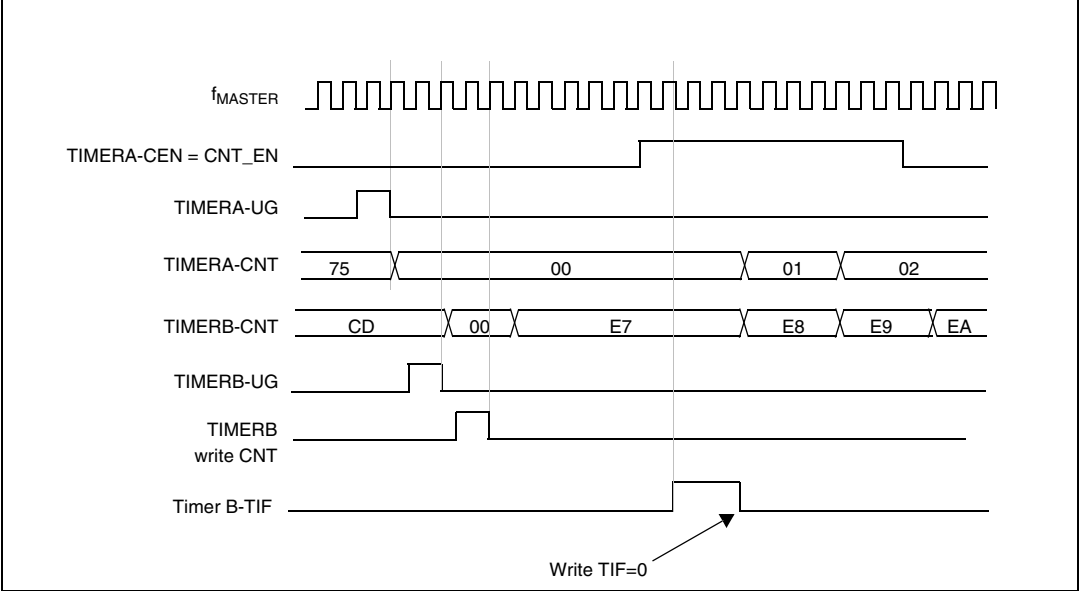 fMASTER
TIMERA-CEN = CNT_EN
TIMERA-UG
TIMERA-CNT 75 00 01 02
TIMERB-CNT CD 00 E7 E8 E9 EA
TIMERB-UG
TIMERB
write CNT
Timer B-TIF
Write TIF=0